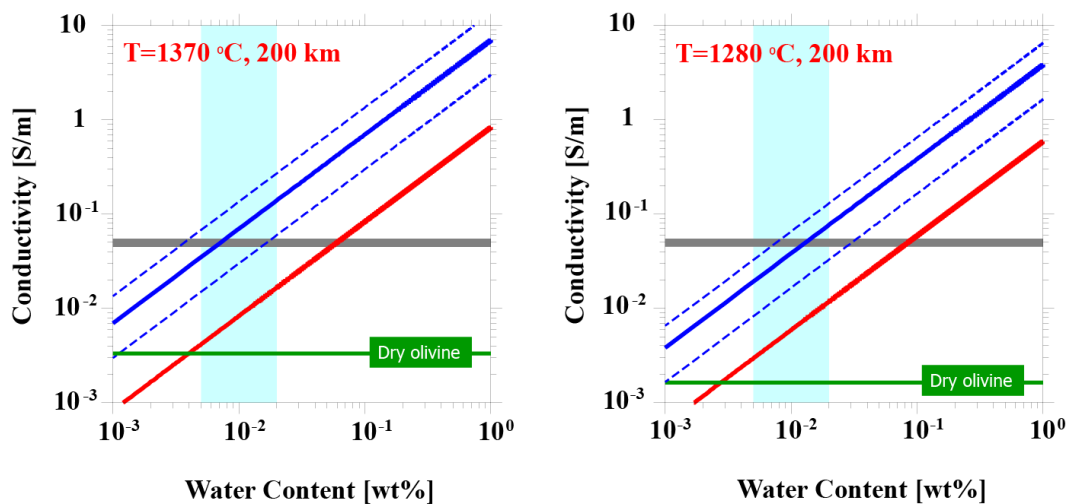 T=1370 °C, 200 km
Conductivity [S/m]
10
1
10⁻¹
10⁻²
10⁻³
Dry olivine
10⁻³
10⁻²
10⁻¹
10⁰
Water Content [wt%]
T=1280 °C, 200 km
Conductivity [S/m]
10
1
10⁻¹
10⁻²
10⁻³
Dry olivine
10⁻³
10⁻²
10⁻¹
10⁰
Water Content [wt%]